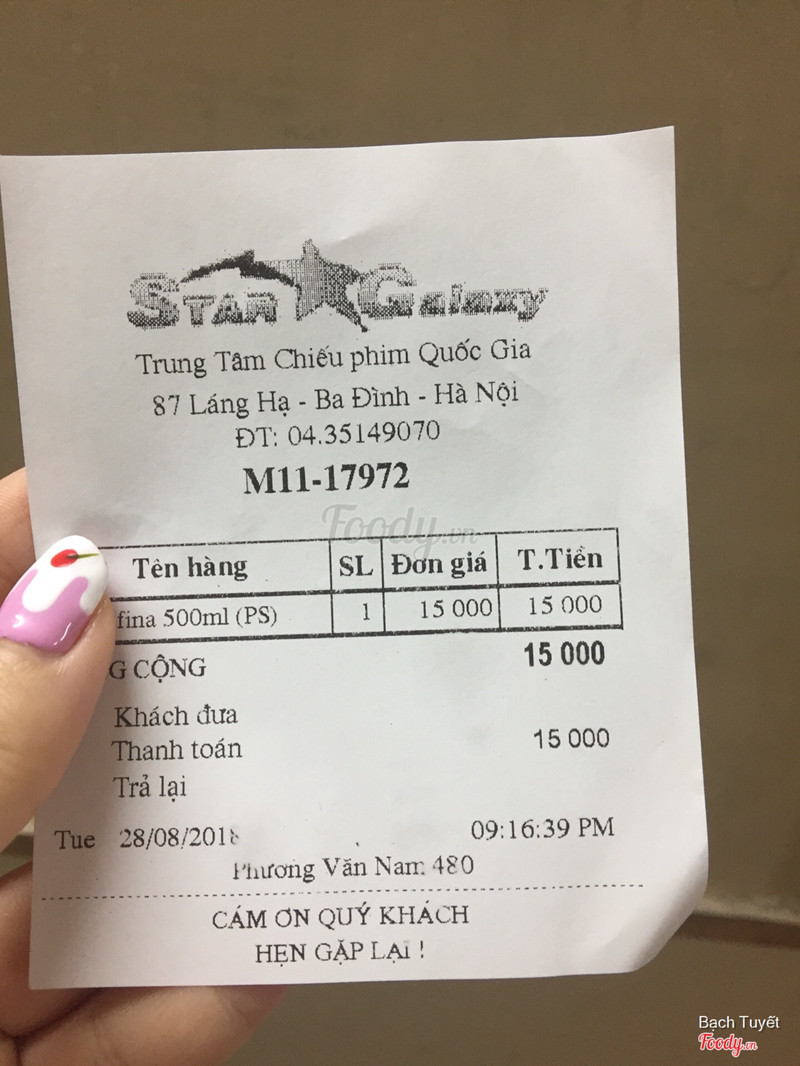 STAR Galaxy
Trung Tâm Chiếu phim Quốc Gia
87 Láng Hạ - Ba Đình - Hà Nội
ĐT: 04.35149070
M11-17972
Foody.vn
Tên hàng SL Đơn giá T.Tiền
fina 500ml (PS) 1 15 000 15 000
G CỘNG 15 000
Khách đưa
Thanh toán 15 000
Trả lại
Tue 28/08/2018 09:16:39 PM
Phương Văn Nam 480
CÁM ƠN QUÝ KHÁCH
HẸN GẶP LẠI !
Bạch Tuyết
Foody.vn